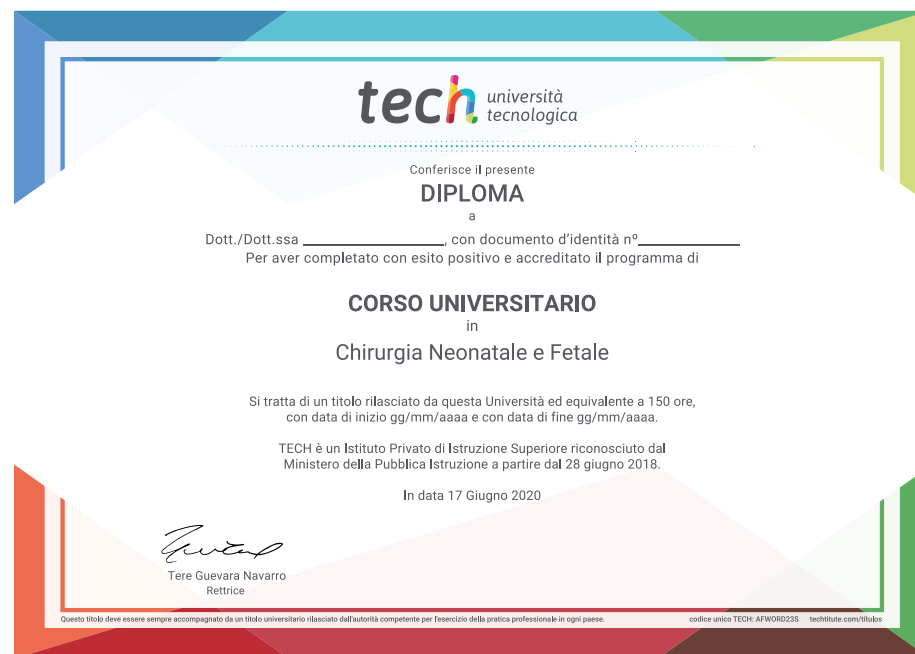 tech università
tecnologica
Conferisce il presente
DIPLOMA
a
Dott./Dott.ssa ____________________, con documento d'identità nº______________
Per aver completato con esito positivo e accreditato il programma di
CORSO UNIVERSITARIO
in
Chirurgia Neonatale e Fetale
Si tratta di un titolo rilasciato da questa Università ed equivalente a 150 ore,
con data di inizio gg/mm/aaaa e con data di fine gg/mm/aaaa.
TECH è un Istituto Privato di Istruzione Superiore riconosciuto dal
Ministero della Pubblica Istruzione a partire dal 28 giugno 2018.
In data 17 Giugno 2020
Tere Guevara Navarro
Rettrice
Questo titolo deve essere sempre accompagnato da un titolo universitario rilasciato dall'autorità competente per l'esercizio della pratica professionale in ogni paese. codice unico TECH: AFWORD23S techtitute.com/títulos